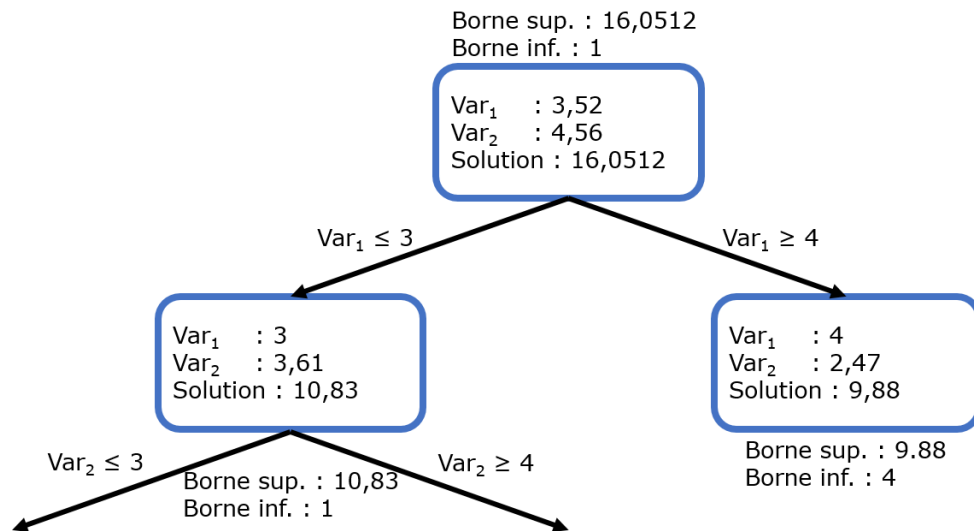 Borne sup. : 16,0512
Borne inf. : 1
Var₁ : 3,52
Var₂ : 4,56
Solution : 16,0512
Var₁ ≤ 3
Var₁ ≥ 4
Var₁ : 3
Var₂ : 3,61
Solution : 10,83
Var₁ : 4
Var₂ : 2,47
Solution : 9,88
Var₂ ≤ 3
Borne sup. : 10,83
Borne inf. : 1
Var₂ ≥ 4
Borne sup. : 9.88
Borne inf. : 4